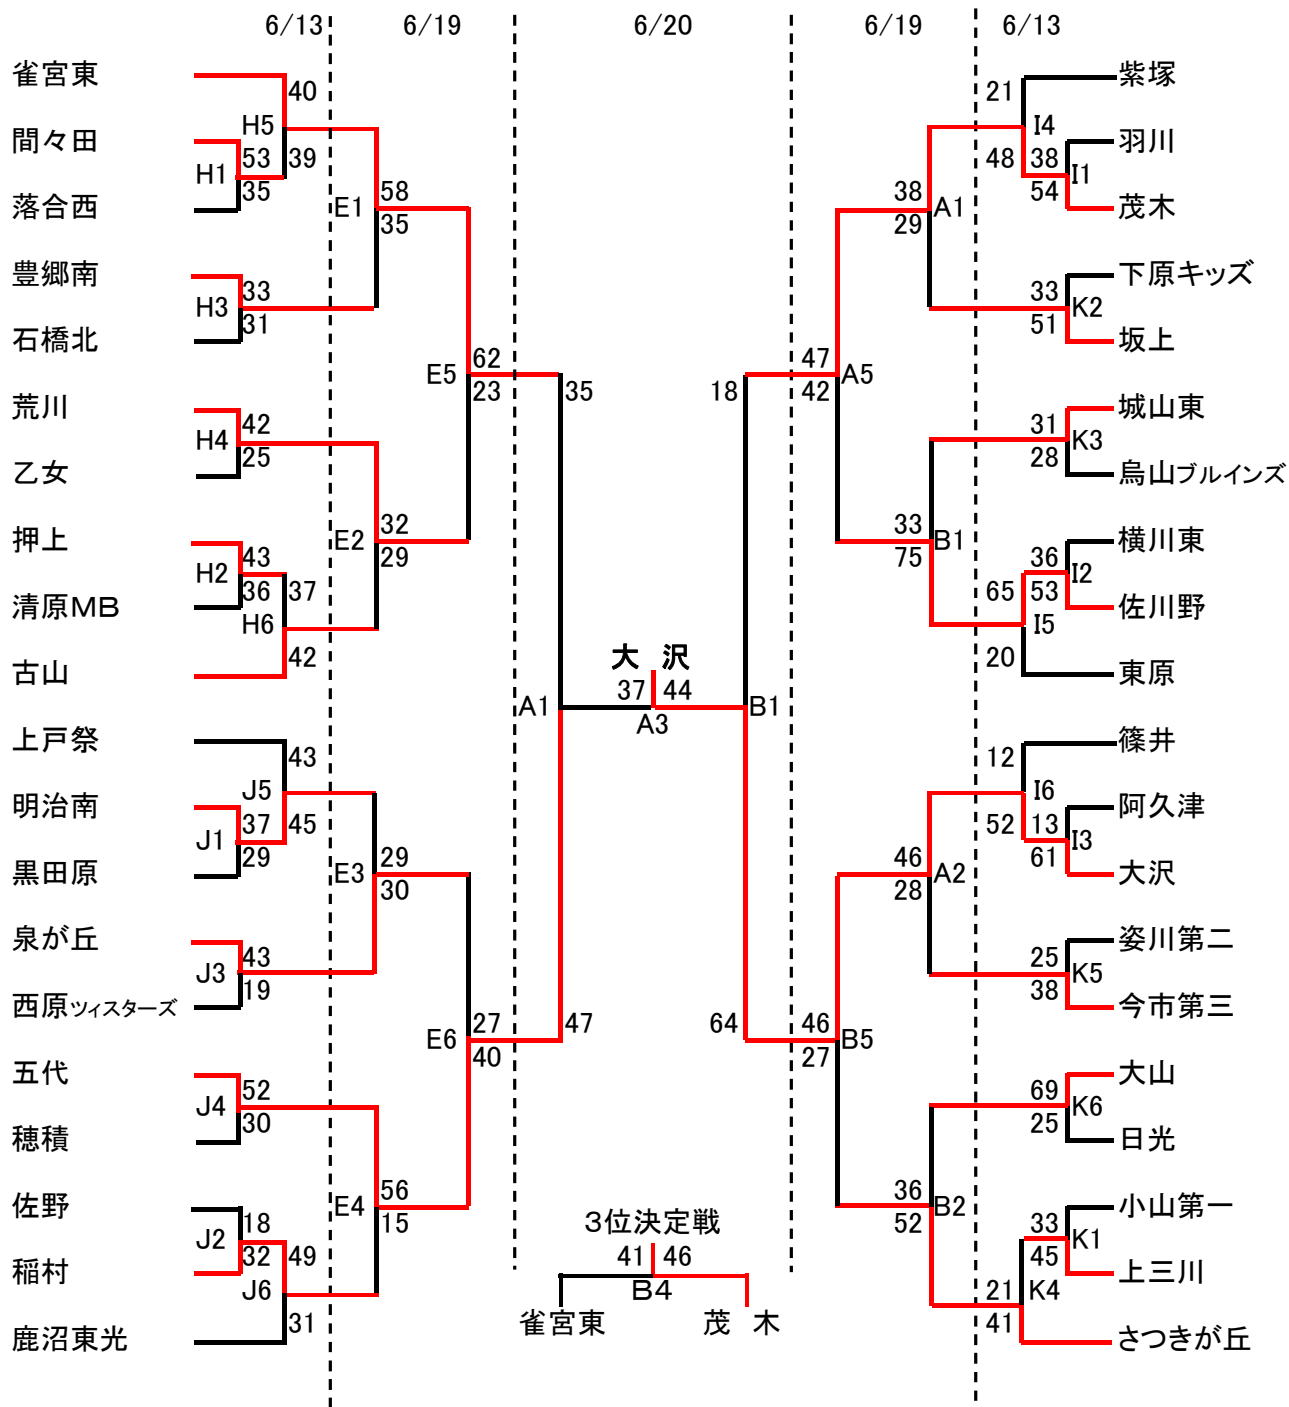 6/13 6/19 6/20 6/19 6/13
雀宮東 40 21 紫塚
H5 I4
間々田 53 39 48 38 羽川
H1 I1
落合西 35 58 38 54 茂木
E1 A1
35 29
豊郷南 33 33 下原キッズ
H3 K2
石橋北 31 51 坂上
62 47
E5 A5
23 35 18 42
荒川 42 31 城山東
H4 K3
乙女 25 28 烏山ブルインズ
32 33
E2 B1
29 75
押上 43 36 横川東
H2 I2
清原MB 36 37 65 53 佐川野
H6 I5
古山 42 20 東原
大 沢
37 44
A1 A3 B1
上戸祭 43 12 篠井
J5 I6
明治南 37 45 52 13 阿久津
J1 I3
黒田原 29 61 大沢
29 46
E3 A2
30 28
泉が丘 43 25 姿川第二
J3 K5
西原ツィスターズ 19 38 今市第三
27 47 64 46
E6 B5
40 27
五代 52 69 大山
J4 K6
穂積 30 25 日光
56 36
E4 B2
15 52
佐野 18 33 小山第一
J2 K1
稲村 32 49 45 上三川
J6 21 K4
鹿沼東光 31 41 さつきが丘
3位決定戦
41 46
B4
雀宮東 茂 木